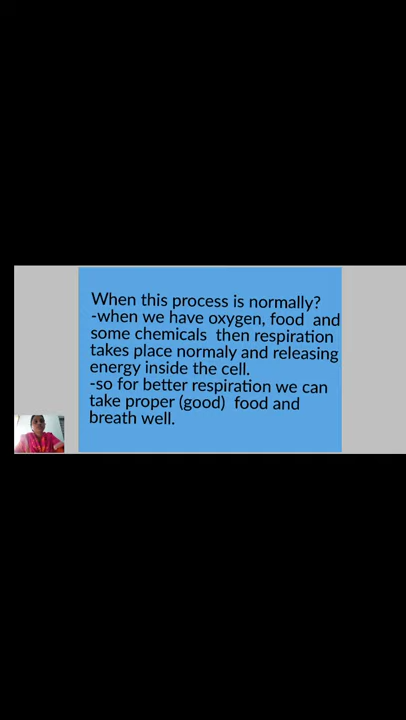 When this process is normally?
-when we have oxygen, food and
some chemicals then respiration
takes place normaly and releasing
energy inside the cell.
-so for better respiration we can
take proper (good) food and
breath well.